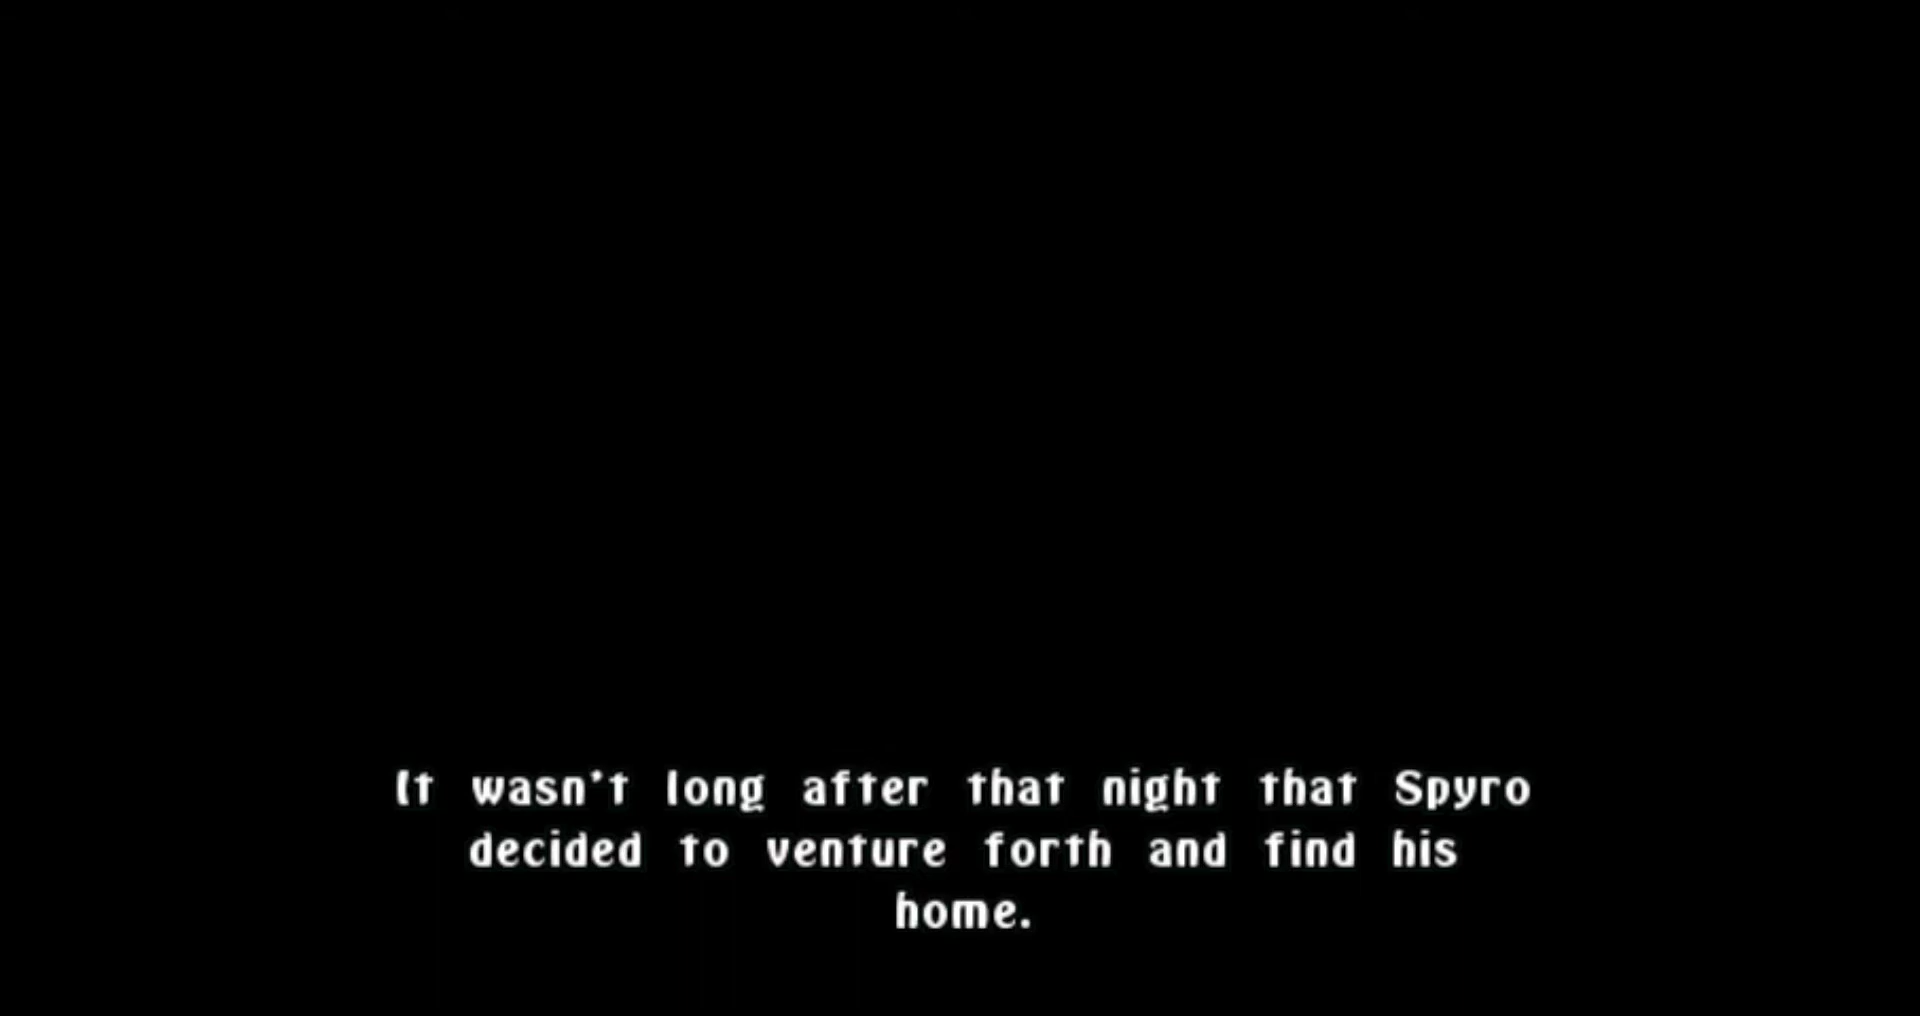 It wasn't long after that night that Spyro
decided to venture forth and find his
home.